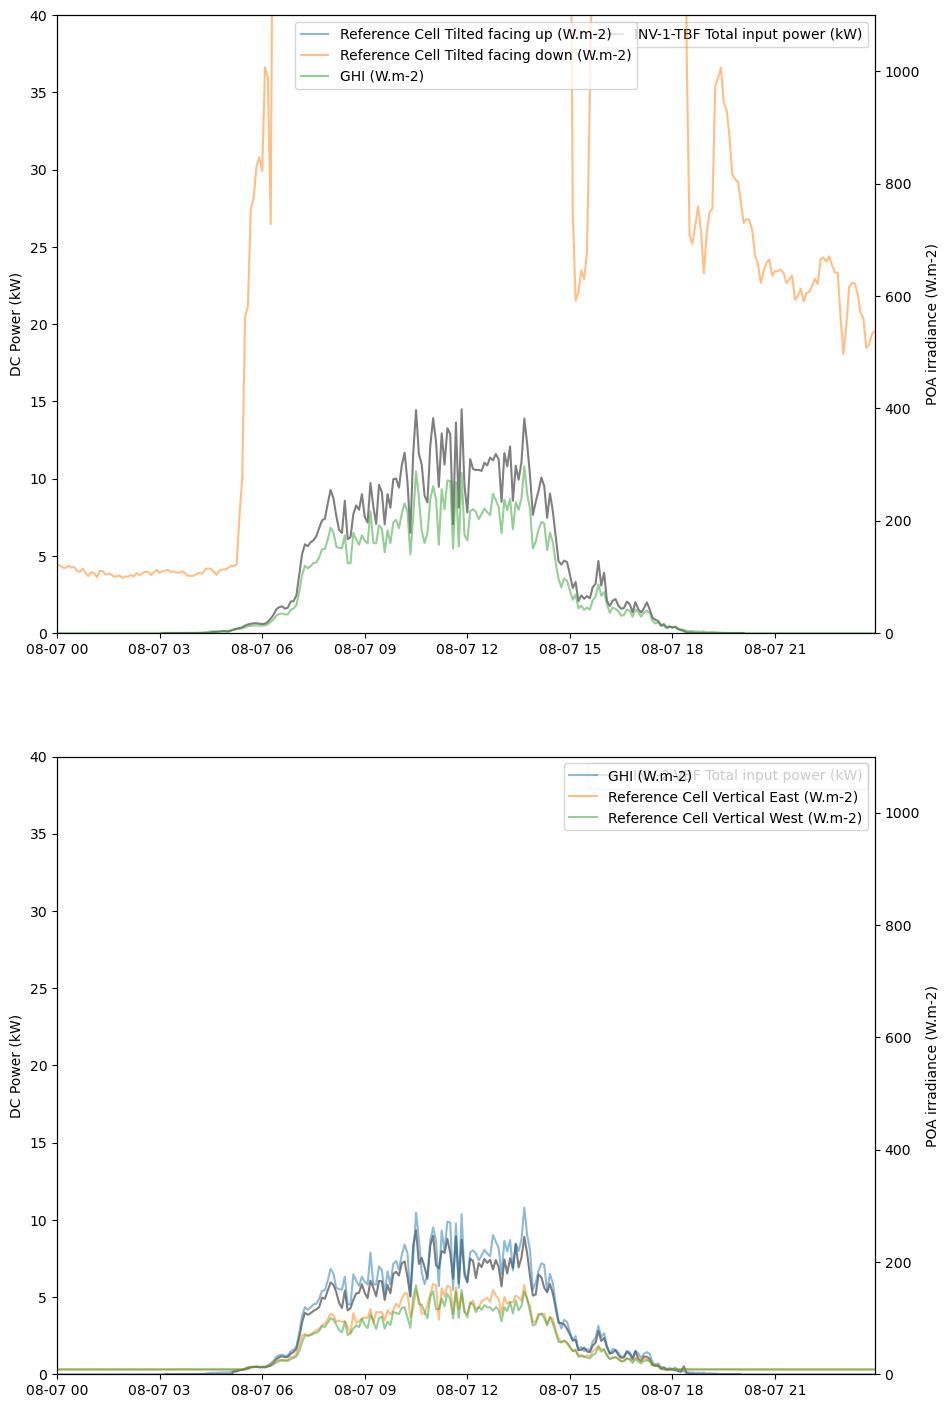 40
35
30
25
20
15
10
5
0
DC Power (kW)
Reference Cell Tilted facing up (W.m-2)
Reference Cell Tilted facing down (W.m-2)
GHI (W.m-2)
INV-1-TBF Total input power (kW)
1000
800
600
400
200
0
POA irradiance (W.m-2)
08-07 00 08-07 03 08-07 06 08-07 09 08-07 12 08-07 15 08-07 18 08-07 21
40
35
30
25
20
15
10
5
0
DC Power (kW)
GHI (W.m-2)
Total input power (kW)
Reference Cell Vertical East (W.m-2)
Reference Cell Vertical West (W.m-2)
1000
800
600
400
200
0
POA irradiance (W.m-2)
08-07 00 08-07 03 08-07 06 08-07 09 08-07 12 08-07 15 08-07 18 08-07 21